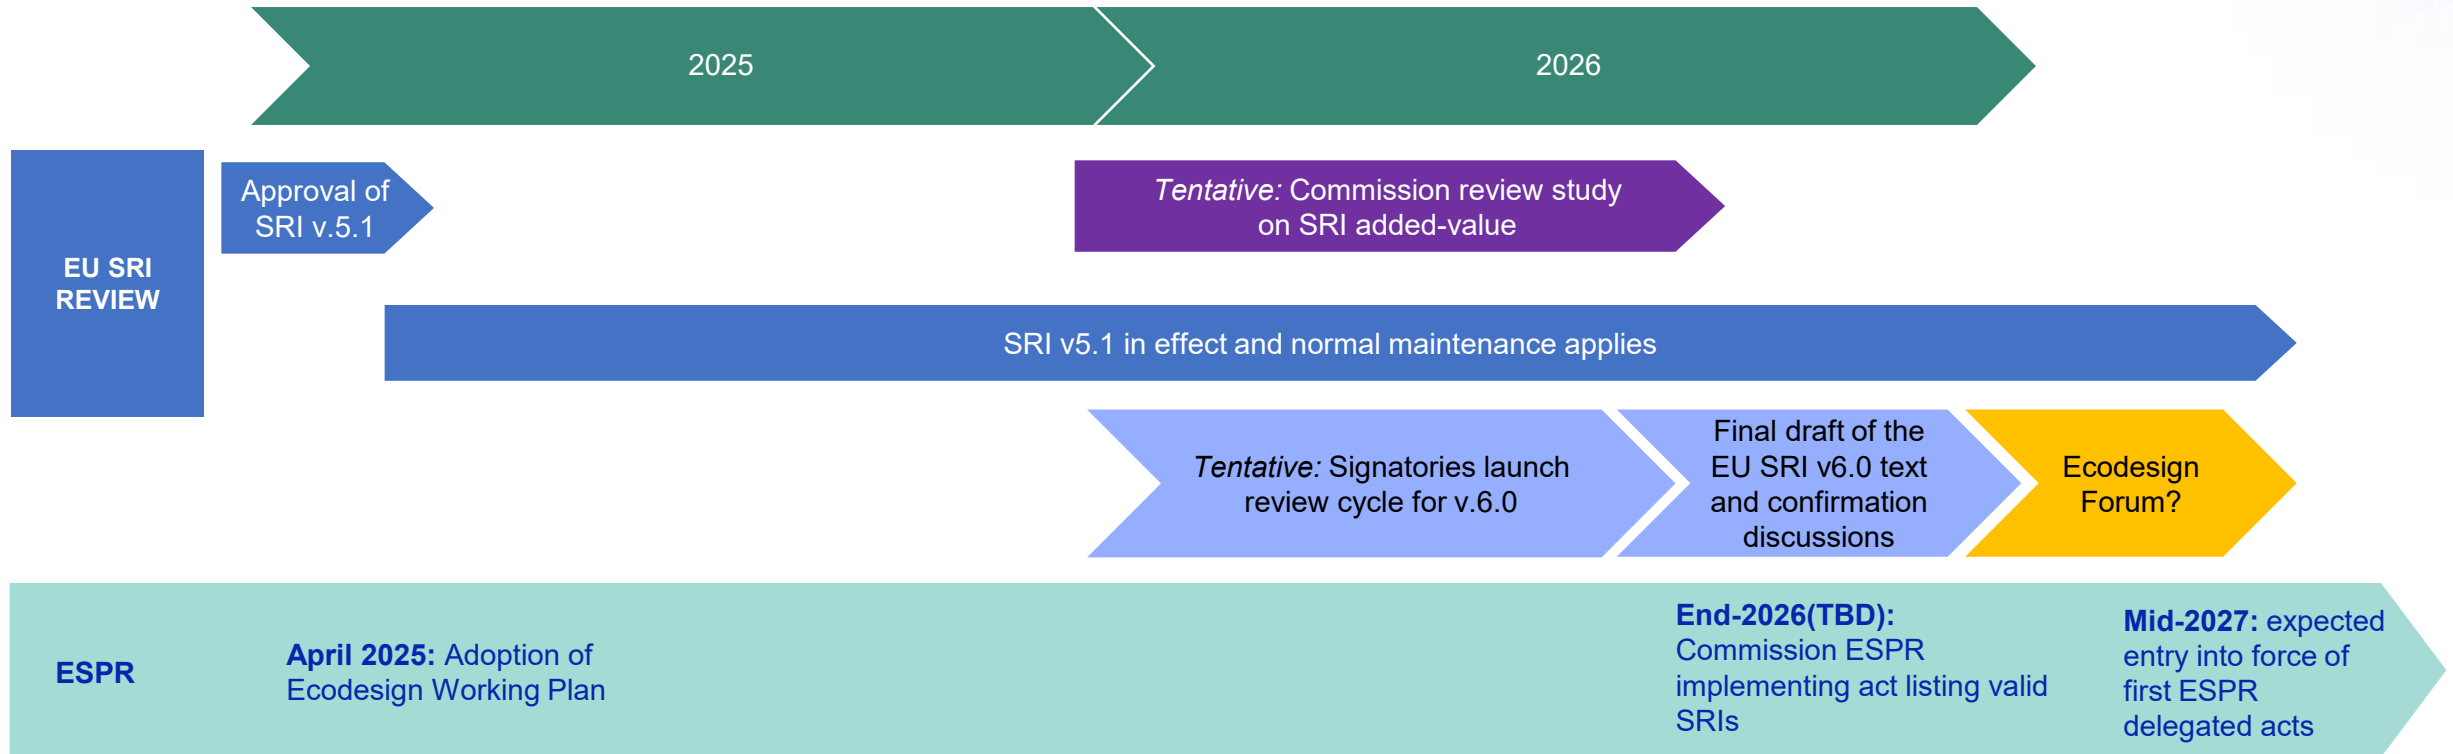 2025
2026
EU SRI
REVIEW
Approval of
SRI v.5.1
Tentative: Commission review study
on SRI added-value
SRI v5.1 in effect and normal maintenance applies
Tentative: Signatories launch
review cycle for v.6.0
Final draft of the
EU SRI v6.0 text
and confirmation
discussions
Ecodesign
Forum?
ESPR
April 2025: Adoption of
Ecodesign Working Plan
End-2026(TBD):
Commission ESPR
implementing act listing valid
SRIs
Mid-2027: expected
entry into force of
first ESPR
delegated acts